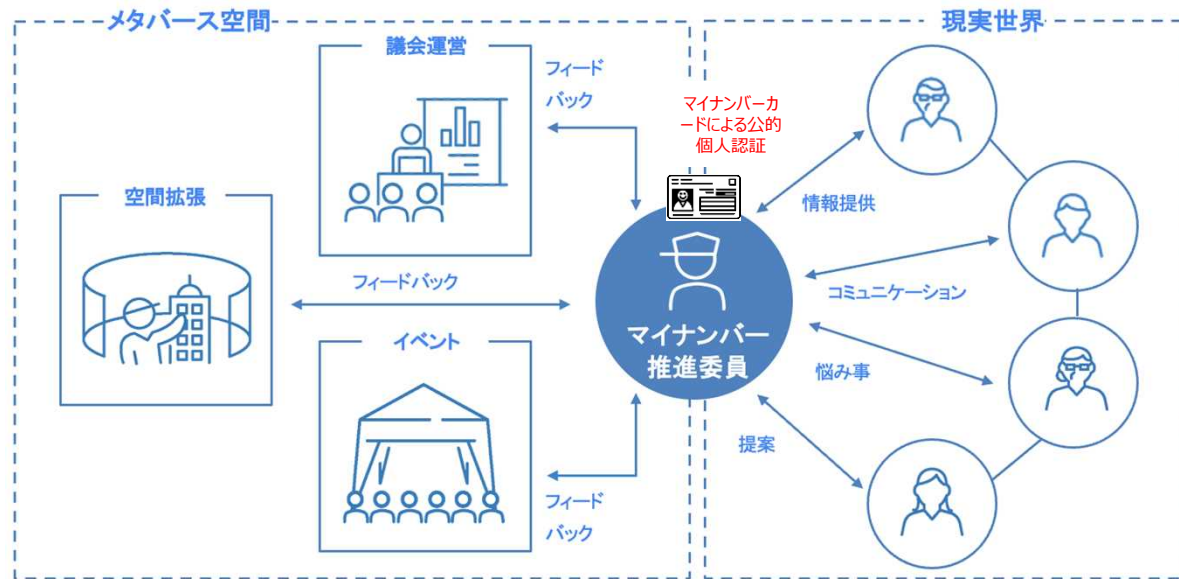 メタバース空間
現実世界
議会運営
フィード
バック
マイナンバーカ
ードによる公的
個人認証
空間拡張
情報提供
フィードバック
コミュニケーション
イベント
マイナンバー
推進委員
悩み事
提案
フィード
バック